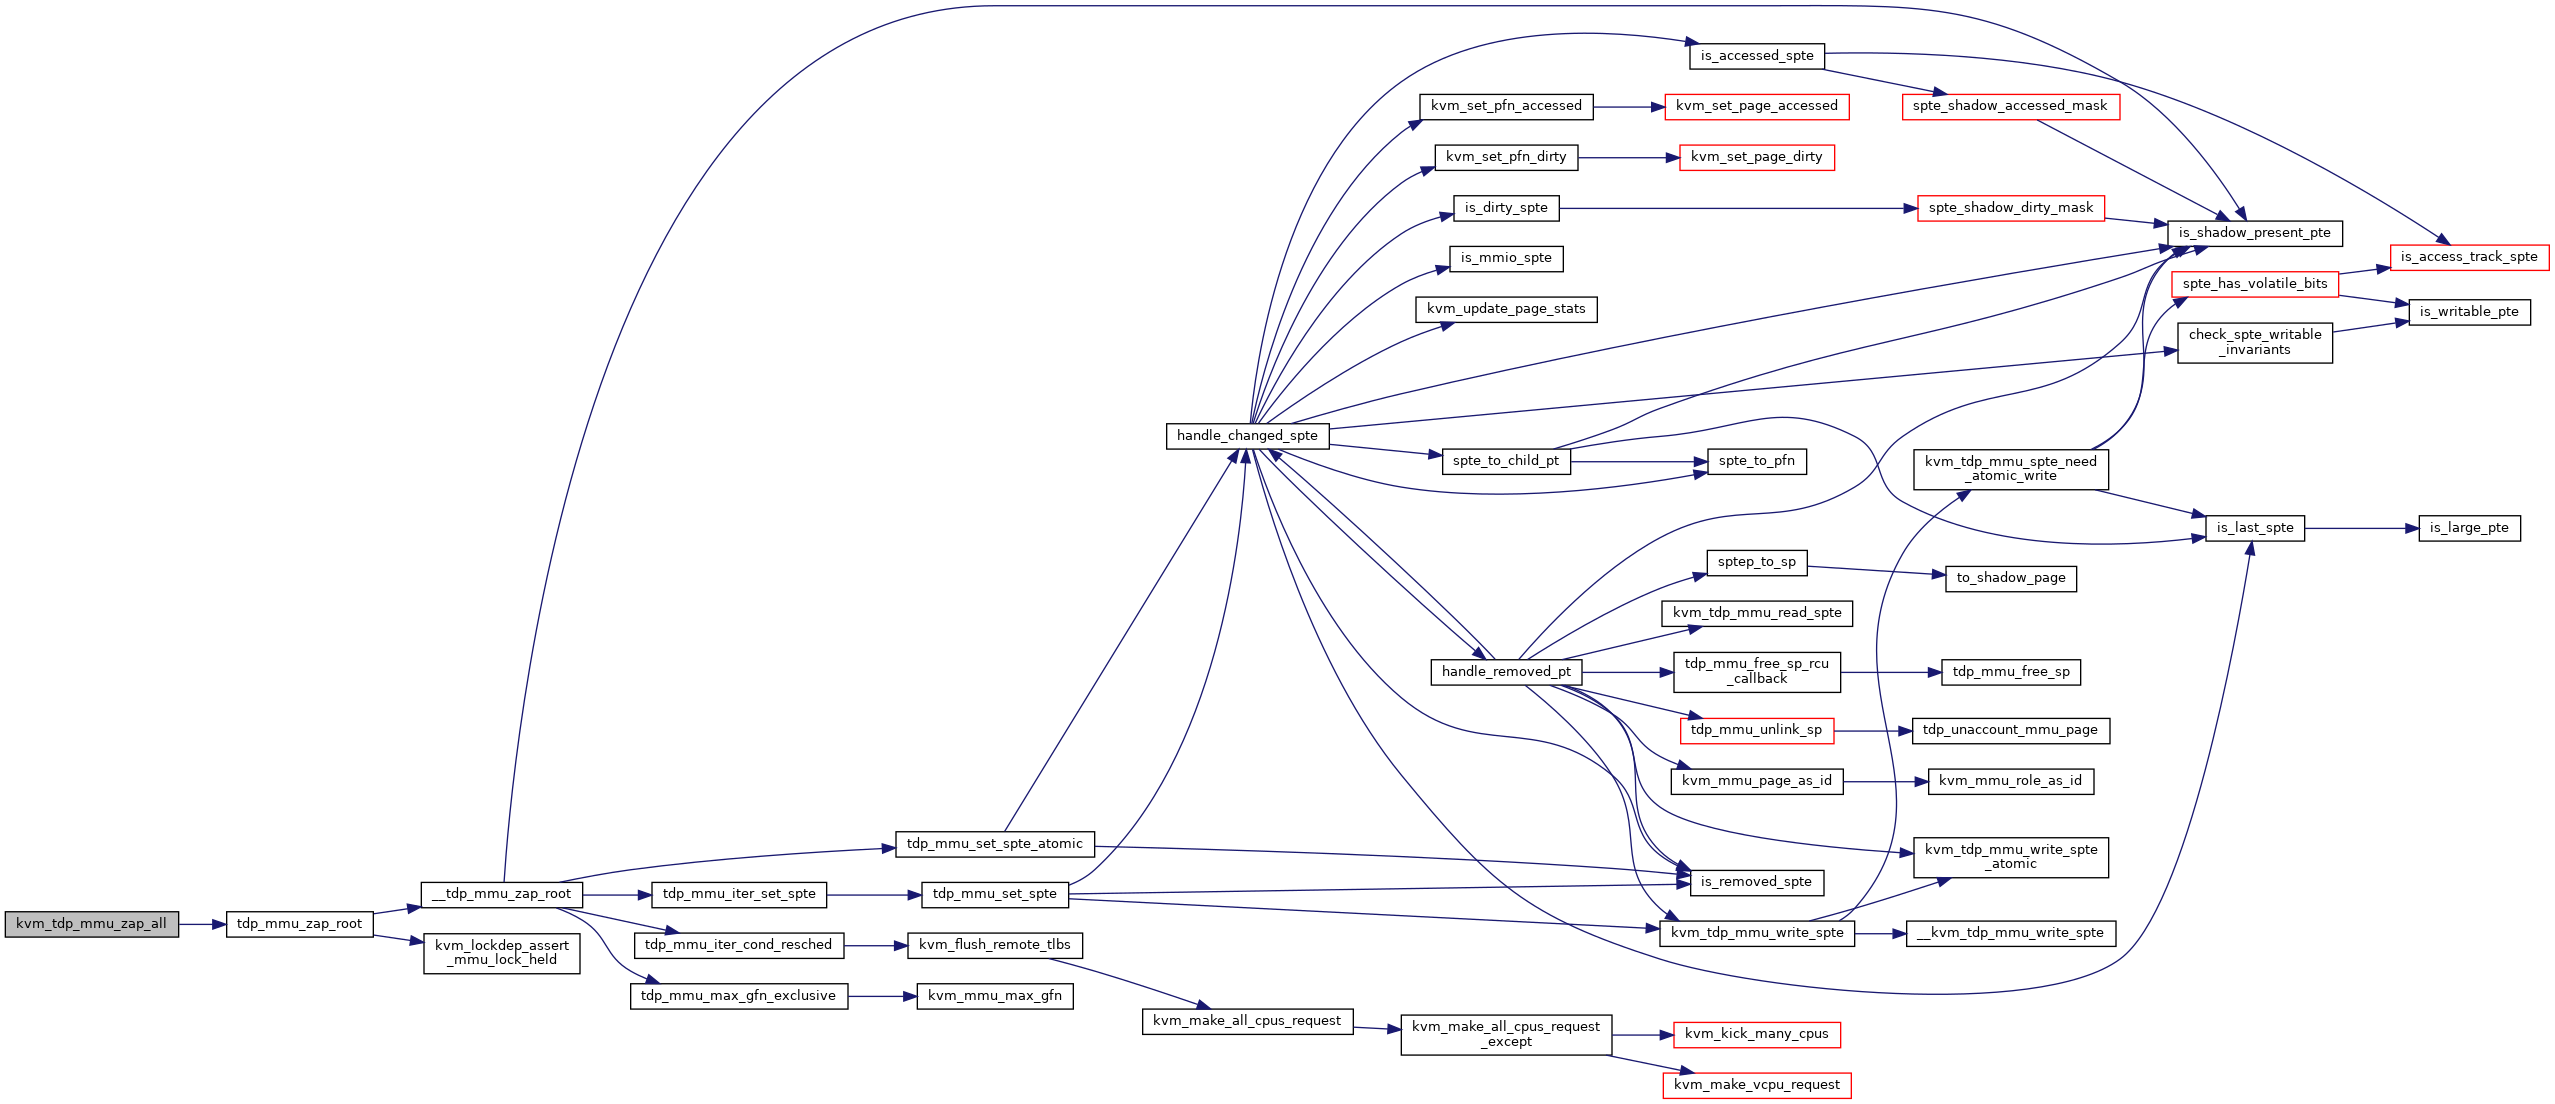 is_accessed_spte
kvm_set_pfn_accessed
kvm_set_page_accessed
spte_shadow_accessed_mask
kvm_set_pfn_dirty
kvm_set_page_dirty
is_dirty_spte
spte_shadow_dirty_mask
is_shadow_present_pte
is_mmio_spte
is_access_track_spte
spte_has_volatile_bits
kvm_update_page_stats
is_writable_pte
check_spte_writable
_invariants
handle_changed_spte
spte_to_child_pt
spte_to_pfn
kvm_tdp_mmu_spte_need
_atomic_write
is_last_spte
is_large_pte
sptep_to_sp
to_shadow_page
kvm_tdp_mmu_read_spte
handle_removed_pt
tdp_mmu_free_sp_rcu
_callback
tdp_mmu_free_sp
tdp_mmu_unlink_sp
tdp_unaccount_mmu_page
kvm_mmu_page_as_id
kvm_mmu_role_as_id
tdp_mmu_set_spte_atomic
kvm_tdp_mmu_write_spte
_atomic
is_removed_spte
__tdp_mmu_zap_root
tdp_mmu_iter_set_spte
tdp_mmu_set_spte
kvm_tdp_mmu_zap_all
tdp_mmu_zap_root
kvm_tdp_mmu_write_spte
__kvm_tdp_mmu_write_spte
kvm_lockdep_assert
_mmu_lock_held
tdp_mmu_iter_cond_resched
kvm_flush_remote_tlbs
tdp_mmu_max_gfn_exclusive
kvm_mmu_max_gfn
kvm_make_all_cpus_request
kvm_make_all_cpus_request
_except
kvm_kick_many_cpus
kvm_make_vcpu_request